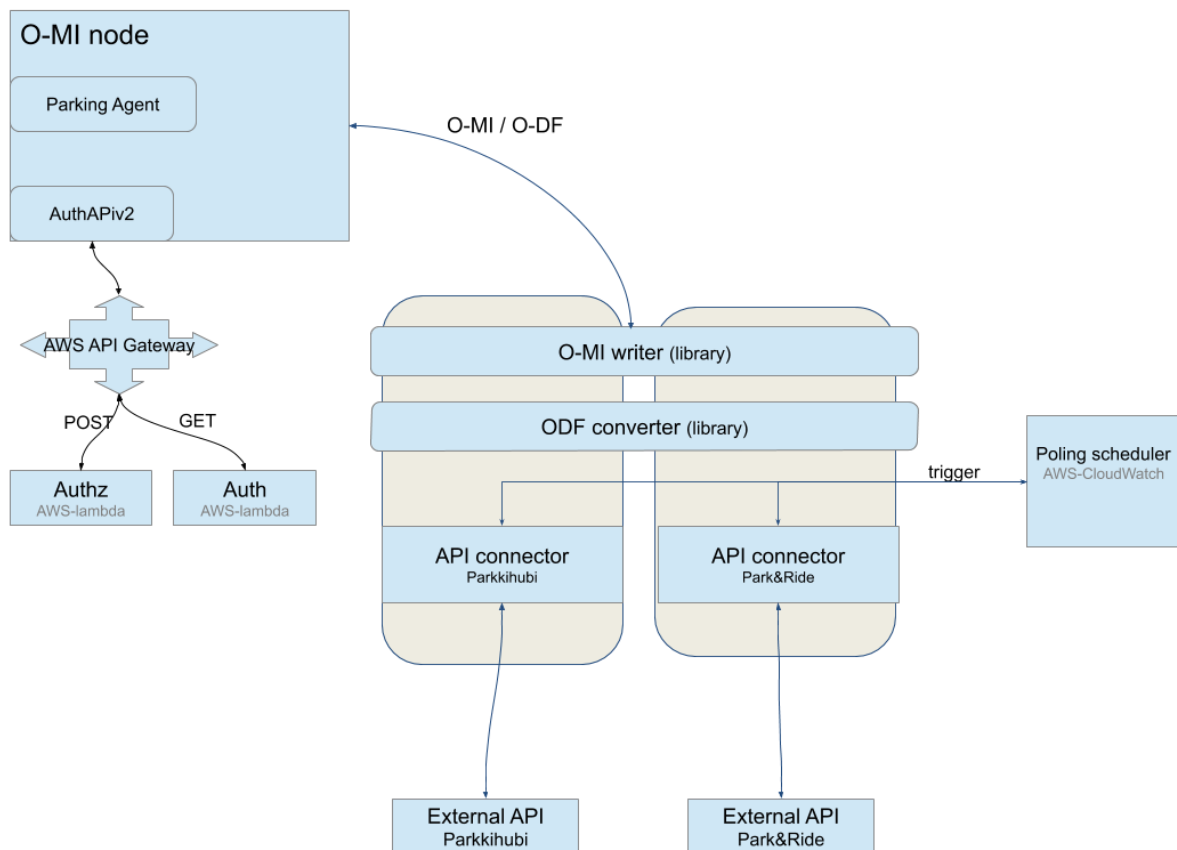 O-MI node
Parking Agent
O-MI / O-DF
AuthAPiv2
AWS API Gateway
O-MI writer (library)
POST
GET
ODF converter (library)
Poling scheduler
AWS-CloudWatch
trigger
Authz
AWS-lambda
Auth
AWS-lambda
API connector
Parkkihubi
API connector
Park&Ride
External API
Parkkihubi
External API
Park&Ride